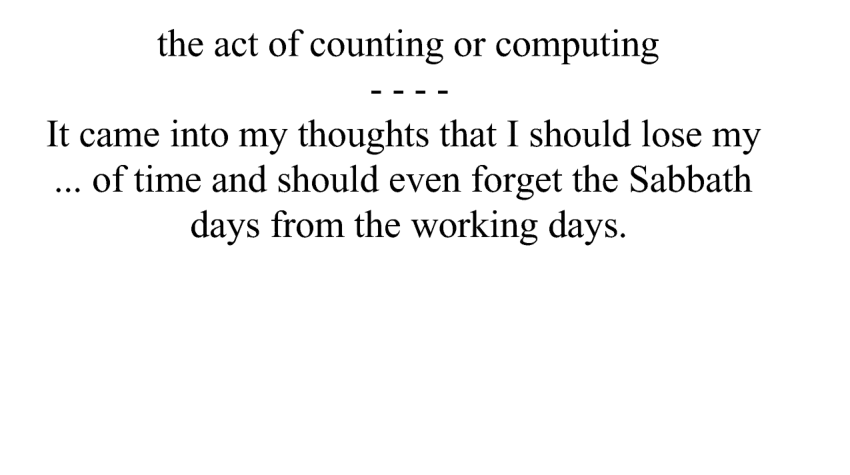 the act of counting or computing
- - - -
It came into my thoughts that I should lose my
... of time and should even forget the Sabbath
days from the working days.